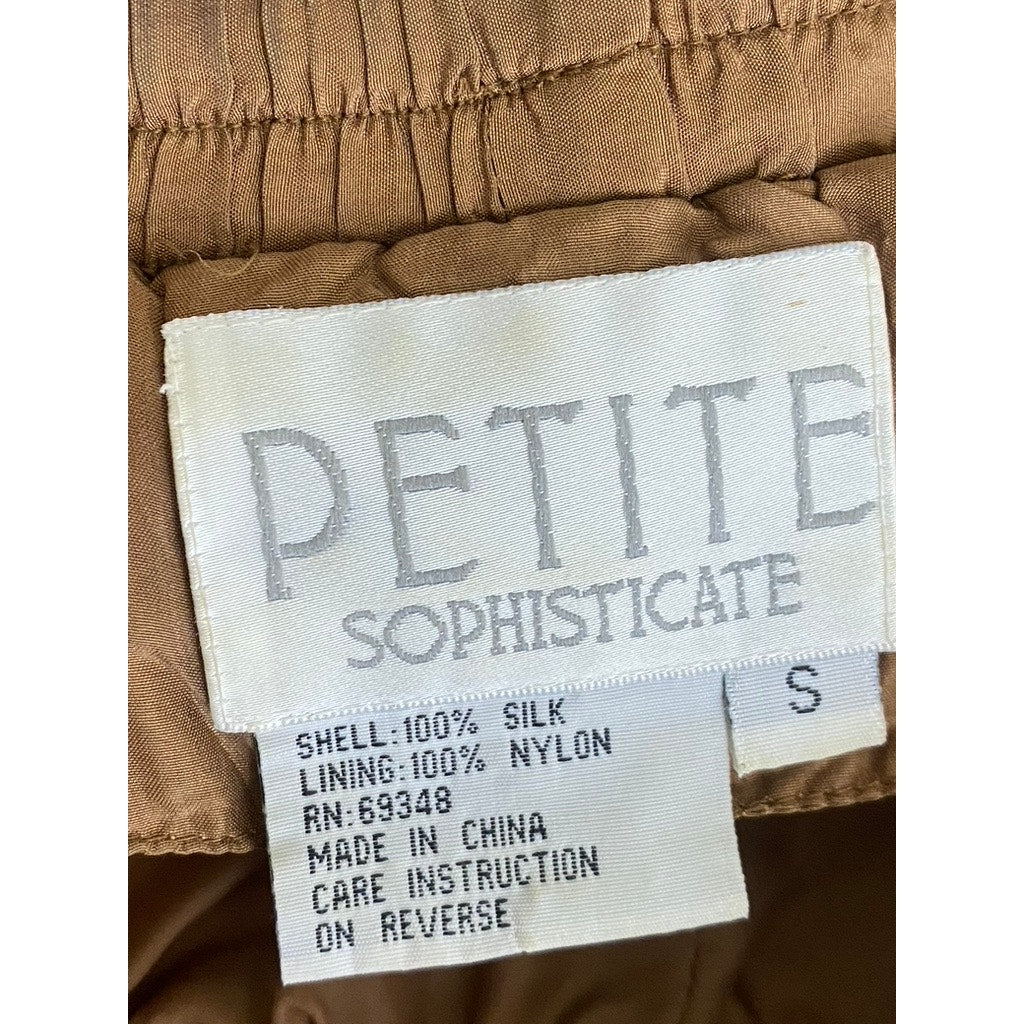 PETITE
SOPHISTICATE
S
SHELL:100% SILK
LINING:100% NYLON
RN:69348
MADE IN CHINA
CARE INSTRUCTION
ON REVERSE